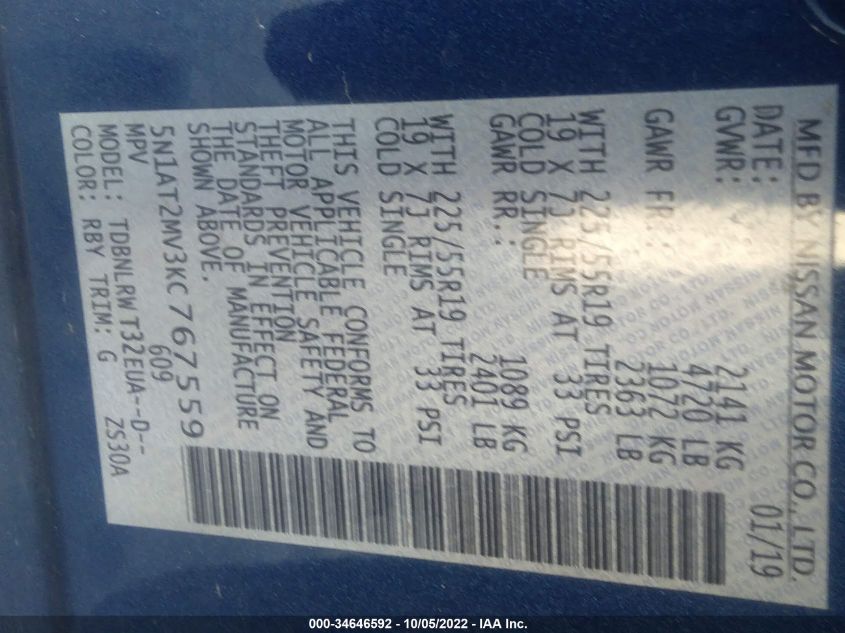 MFD BY NISSAN MOTOR CO., LTD.
DATE: 01/19
GVWR: 2141 KG
4720 LB
GAWR FR.: 1072 KG
2363 LB
WITH 225/55R19 TIRES
19 X 7J RIMS AT 33 PSI
COLD SINGLE
GAWR RR.: 1089 KG
2401 LB
WITH 225/55R19 TIRES
19 X 7J RIMS AT 33 PSI
COLD SINGLE
THIS VEHICLE CONFORMS TO
ALL APPLICABLE FEDERAL
MOTOR VEHICLE SAFETY AND
THEFT PREVENTION
STANDARDS IN EFFECT ON
THE DATE OF MANUFACTURE
SHOWN ABOVE.
5N1AT2MV3KC767559
MPV 609
MODEL: TDBNLRW T32EUA--D--
COLOR: RBY TRIM: G ZS30A
000-34646592 - 10/05/2022 - IAA Inc.